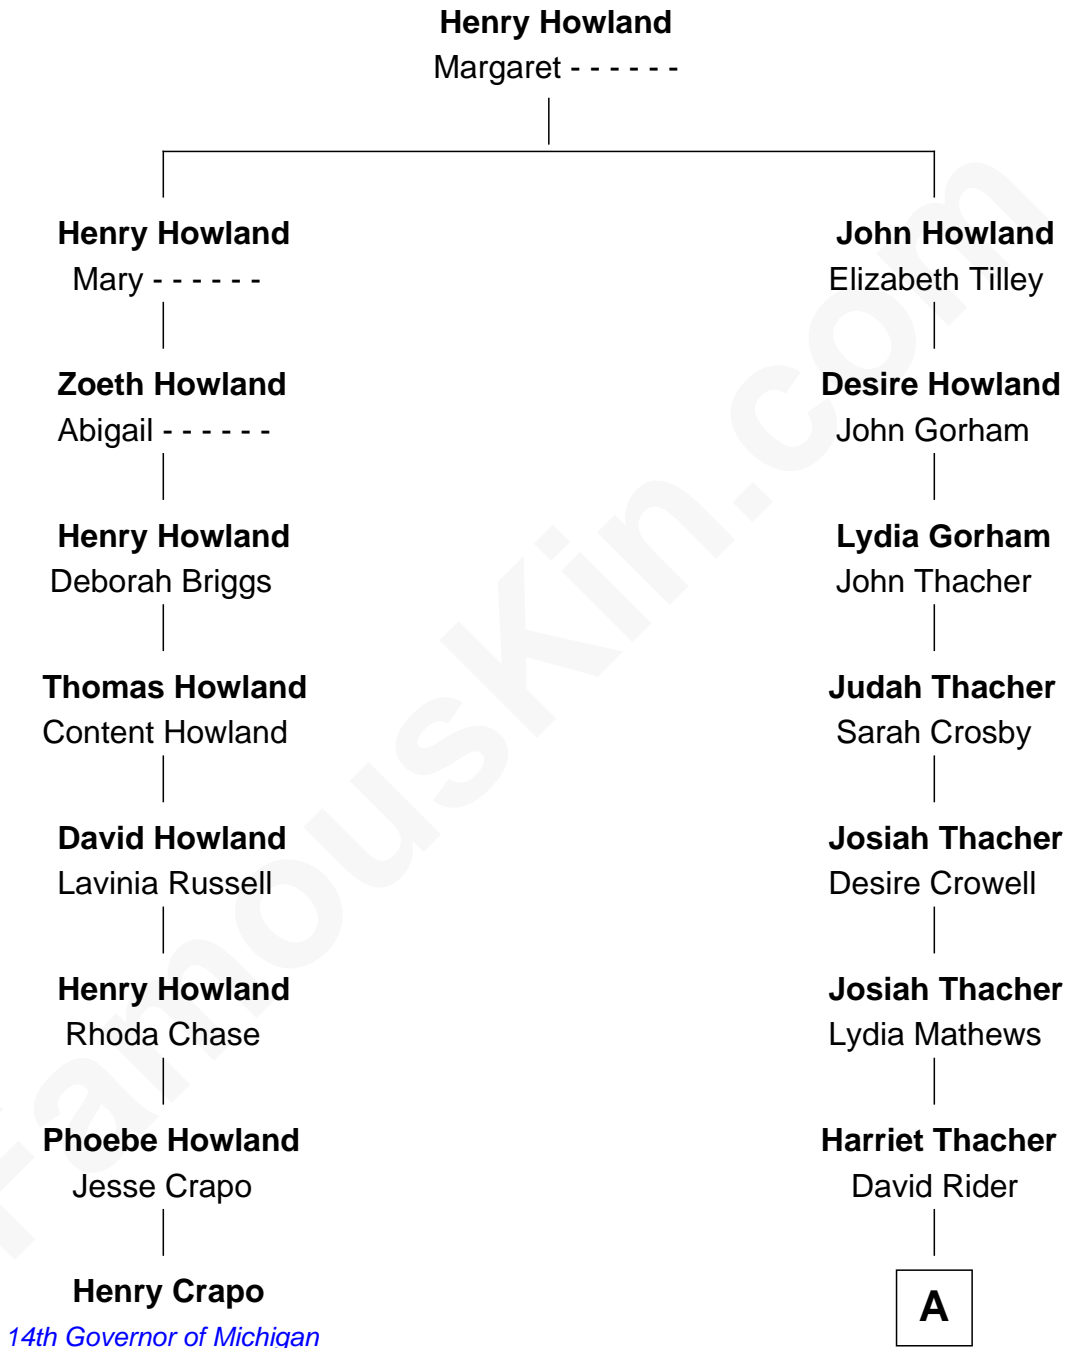 Henry Howland
Margaret - - - - - -
Henry Howland
Mary - - - - - -
John Howland
Elizabeth Tilley
Zoeth Howland
Abigail - - - - - -
Desire Howland
John Gorham
Henry Howland
Deborah Briggs
Lydia Gorham
John Thacher
Thomas Howland
Content Howland
Judah Thacher
Sarah Crosby
David Howland
Lavinia Russell
Josiah Thacher
Desire Crowell
Henry Howland
Rhoda Chase
Josiah Thacher
Lydia Mathews
Phoebe Howland
Jesse Crapo
Harriet Thacher
David Rider
Henry Crapo
14th Governor of Michigan
A
FamousKin.com